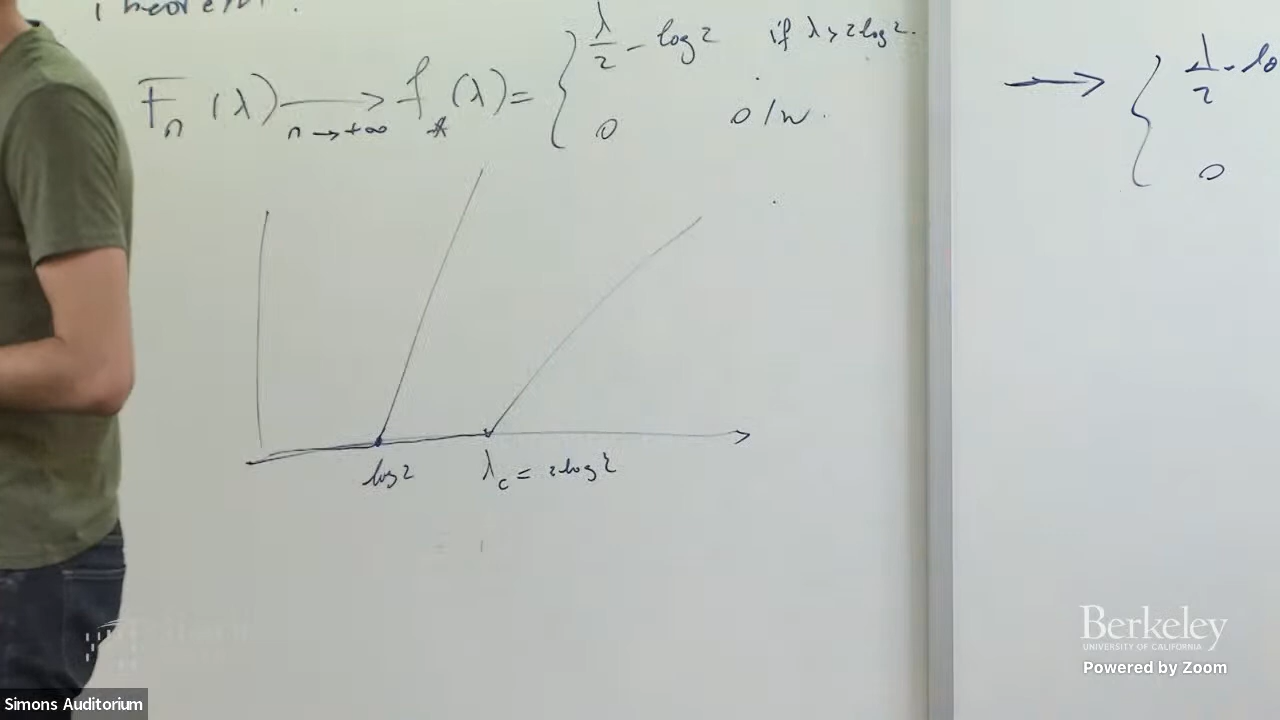 Theorem:
F_n (λ) ⟶_{n→+∞} f_* (λ) = { λ/2 - log 2 if λ > 2 log 2.
0 o/w.
→ { λ/2 - lo
0
log 2 λ_c = 2 log 2
Berkeley
UNIVERSITY OF CALIFORNIA
Powered by Zoom
Simons Auditorium